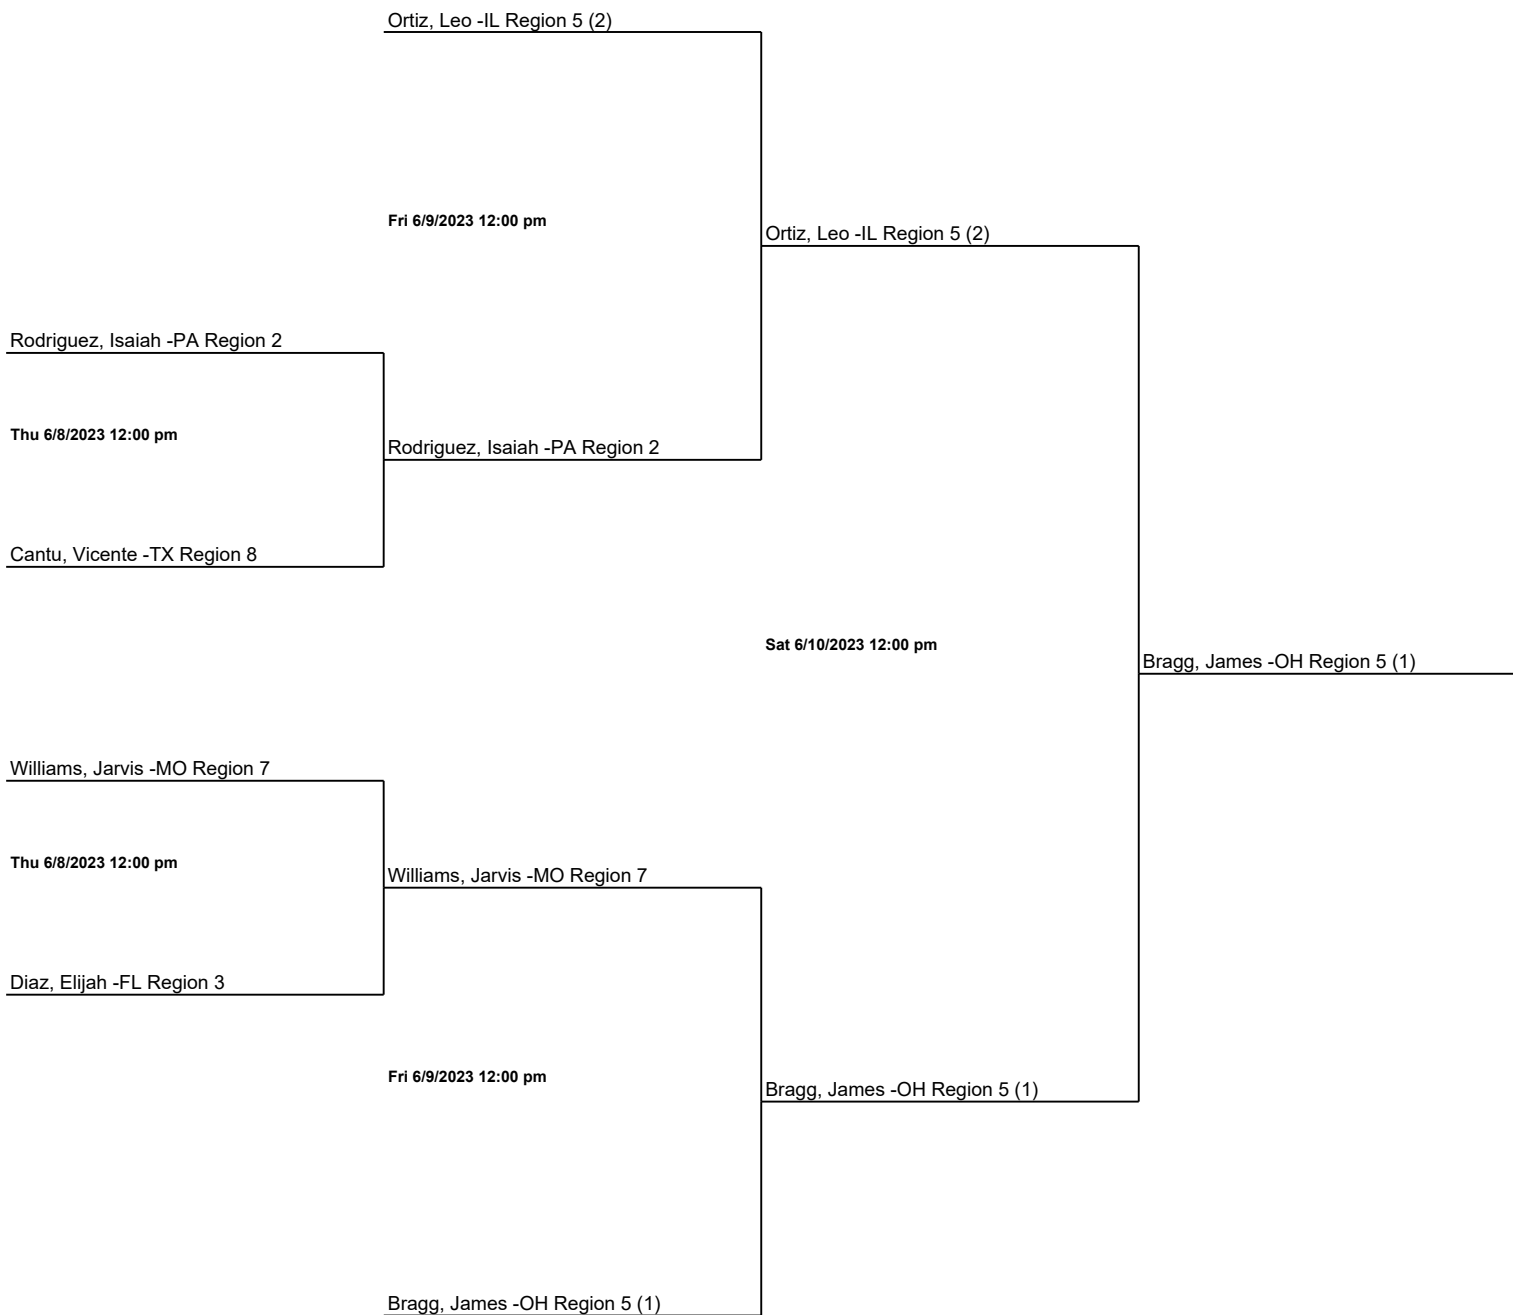 Ortiz, Leo -IL Region 5 (2)
Fri 6/9/2023 12:00 pm
Ortiz, Leo -IL Region 5 (2)
Rodriguez, Isaiah -PA Region 2
Thu 6/8/2023 12:00 pm
Rodriguez, Isaiah -PA Region 2
Cantu, Vicente -TX Region 8
Sat 6/10/2023 12:00 pm
Bragg, James -OH Region 5 (1)
Williams, Jarvis -MO Region 7
Thu 6/8/2023 12:00 pm
Williams, Jarvis -MO Region 7
Diaz, Elijah -FL Region 3
Fri 6/9/2023 12:00 pm
Bragg, James -OH Region 5 (1)
Bragg, James -OH Region 5 (1)